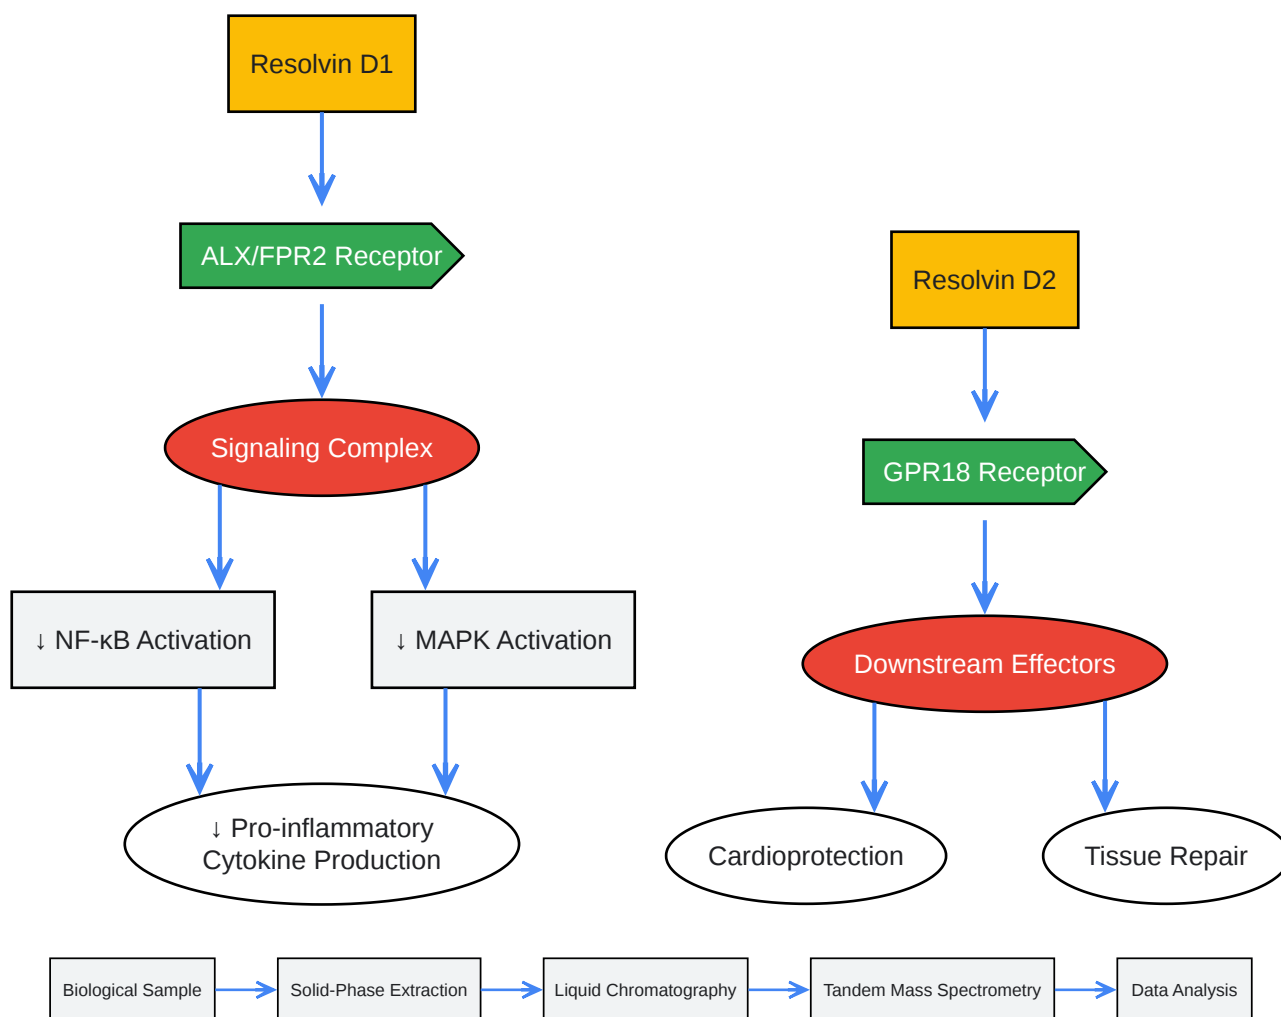 Resolvin D1
ALX/FPR2 Receptor
Signaling Complex
↓ NF-κB Activation
↓ MAPK Activation
↓ Pro-inflammatory
Cytokine Production
Resolvin D2
GPR18 Receptor
Downstream Effectors
Cardioprotection
Tissue Repair
Biological Sample
Solid-Phase Extraction
Liquid Chromatography
Tandem Mass Spectrometry
Data Analysis